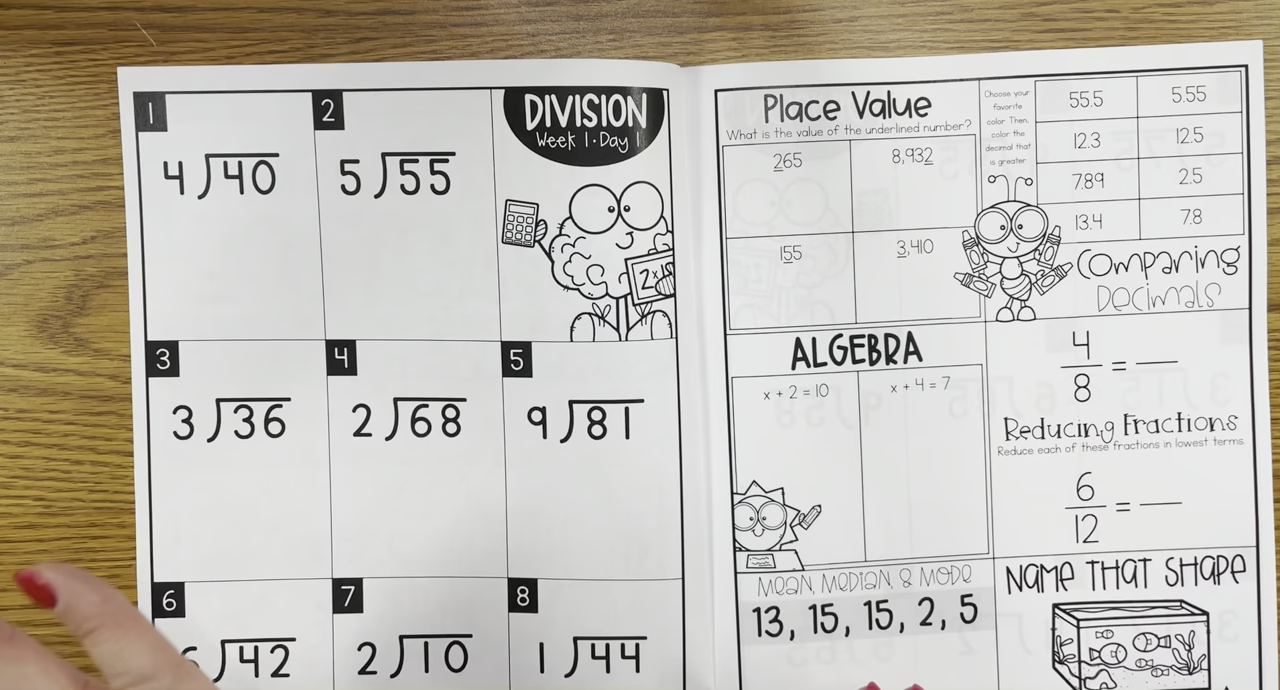 1
4)40
2
5)55
DIVISION
Week 1·Day 1
3
3)36
4
2)68
5
9)81
6
)42
7
2)10
8
1)44
Place Value
What is the value of the underlined number?
265
8,932
155
3,410
Choose your
favorite
color. Then,
color the
decimal that
is greater
55.5
5.55
12.3
12.5
7.89
2.5
13.4
7.8
Comparing
Decimals
ALGEBRA
x + 2 = 10
x + 4 = 7
4
8
=
Reducing Fractions
Reduce each of these fractions in lowest terms.
6
12
=
Mean, Median, & Mode
13, 15, 15, 2, 5
Name That Shape